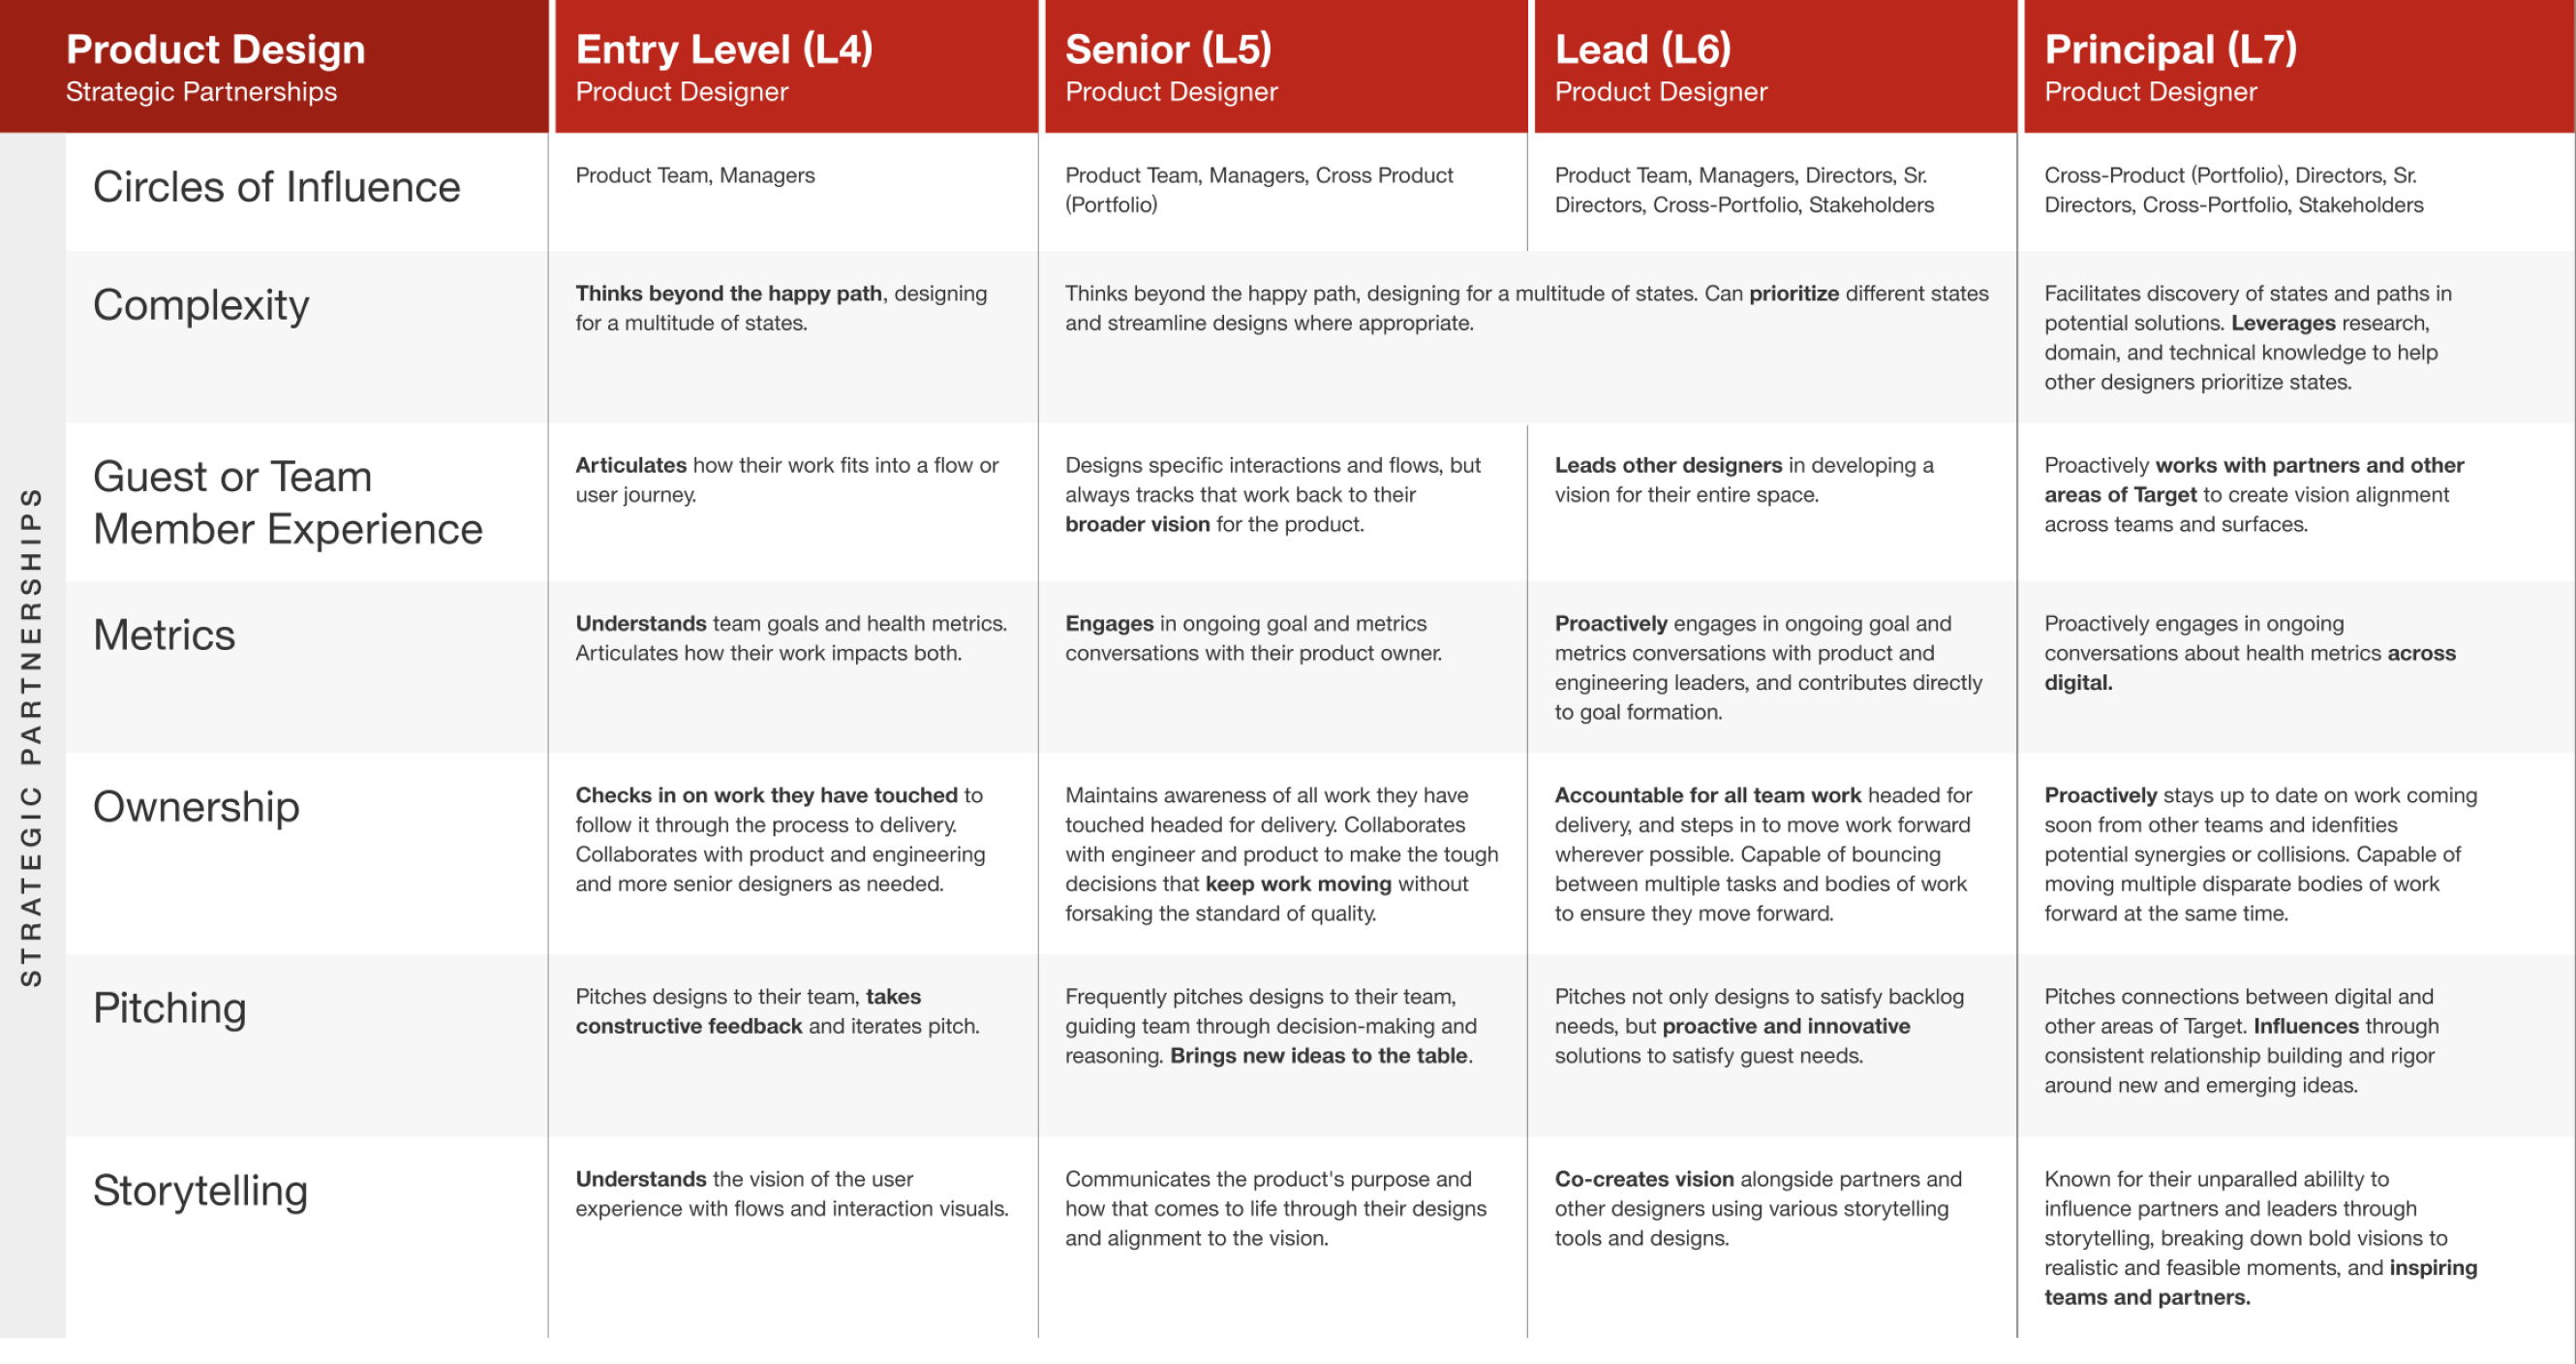 Product Design
Strategic Partnerships
Entry Level (L4)
Product Designer
Senior (L5)
Product Designer
Lead (L6)
Product Designer
Principal (L7)
Product Designer
STRATEGIC PARTNERSHIPS
Circles of Influence
Product Team, Managers
Product Team, Managers, Cross Product
(Portfolio)
Product Team, Managers, Directors, Sr.
Directors, Cross-Portfolio, Stakeholders
Cross-Product (Portfolio), Directors, Sr.
Directors, Cross-Portfolio, Stakeholders
Complexity
Thinks beyond the happy path, designing
for a multitude of states.
Thinks beyond the happy path, designing for a multitude of states. Can prioritize different states
and streamline designs where appropriate.
Facilitates discovery of states and paths in
potential solutions. Leverages research,
domain, and technical knowledge to help
other designers prioritize states.
Guest or Team
Member Experience
Articulates how their work fits into a flow or
user journey.
Designs specific interactions and flows, but
always tracks that work back to their
broader vision for the product.
Leads other designers in developing a
vision for their entire space.
Proactively works with partners and other
areas of Target to create vision alignment
across teams and surfaces.
Metrics
Understands team goals and health metrics.
Articulates how their work impacts both.
Engages in ongoing goal and metrics
conversations with their product owner.
Proactively engages in ongoing goal and
metrics conversations with product and
engineering leaders, and contributes directly
to goal formation.
Proactively engages in ongoing
conversations about health metrics across
digital.
Ownership
Checks in on work they have touched to
follow it through the process to delivery.
Collaborates with product and engineering
and more senior designers as needed.
Maintains awareness of all work they have
touched headed for delivery. Collaborates
with engineer and product to make the tough
decisions that keep work moving without
forsaking the standard of quality.
Accountable for all team work headed for
delivery, and steps in to move work forward
wherever possible. Capable of bouncing
between multiple tasks and bodies of work
to ensure they move forward.
Proactively stays up to date on work coming
soon from other teams and idenfities
potential synergies or collisions. Capable of
moving multiple disparate bodies of work
forward at the same time.
Pitching
Pitches designs to their team, takes
constructive feedback and iterates pitch.
Frequently pitches designs to their team,
guiding team through decision-making and
reasoning. Brings new ideas to the table.
Pitches not only designs to satisfy backlog
needs, but proactive and innovative
solutions to satisfy guest needs.
Pitches connections between digital and
other areas of Target. Influences through
consistent relationship building and rigor
around new and emerging ideas.
Storytelling
Understands the vision of the user
experience with flows and interaction visuals.
Communicates the product's purpose and
how that comes to life through their designs
and alignment to the vision.
Co-creates vision alongside partners and
other designers using various storytelling
tools and designs.
Known for their unparalled abililty to
influence partners and leaders through
storytelling, breaking down bold visions to
realistic and feasible moments, and inspiring
teams and partners.